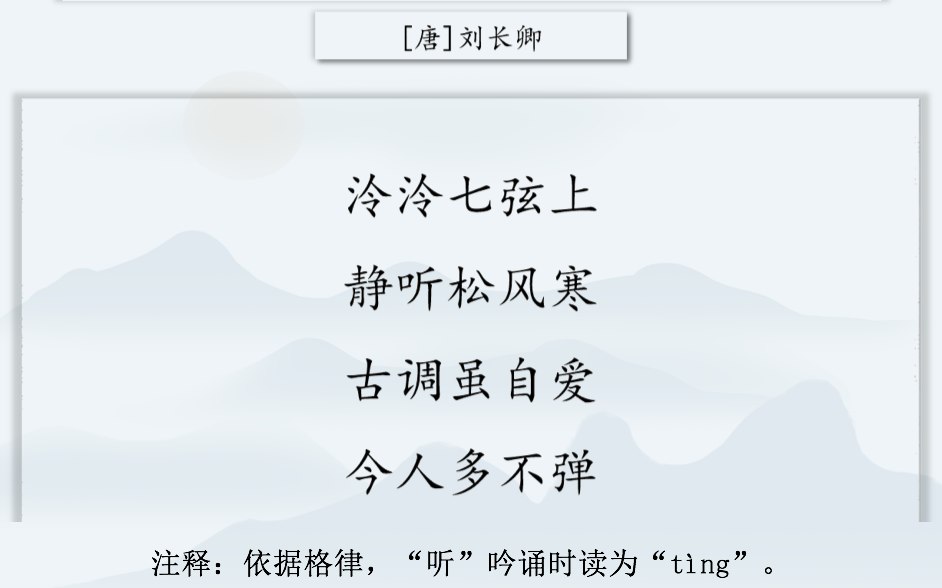 [唐]刘长卿
泠泠七弦上
静听松风寒
古调虽自爱
今人多不弹
注释：依据格律，“听”吟诵时读为“tìng”。